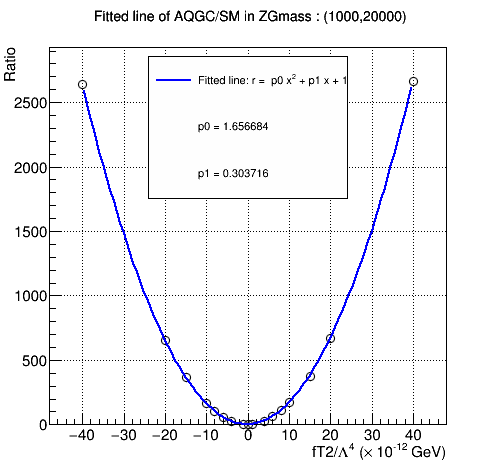 Fitted line of AQGC/SM in ZGmass : (1000,20000)
Ratio
Fitted line: r = p0 x² + p1 x + 1
p0 = 1.656684
p1 = 0.303716
2500
2000
1500
1000
500
0
−40 −30 −20 −10 0 10 20 30 40
fT2/Λ⁴ (× 10⁻¹² GeV)